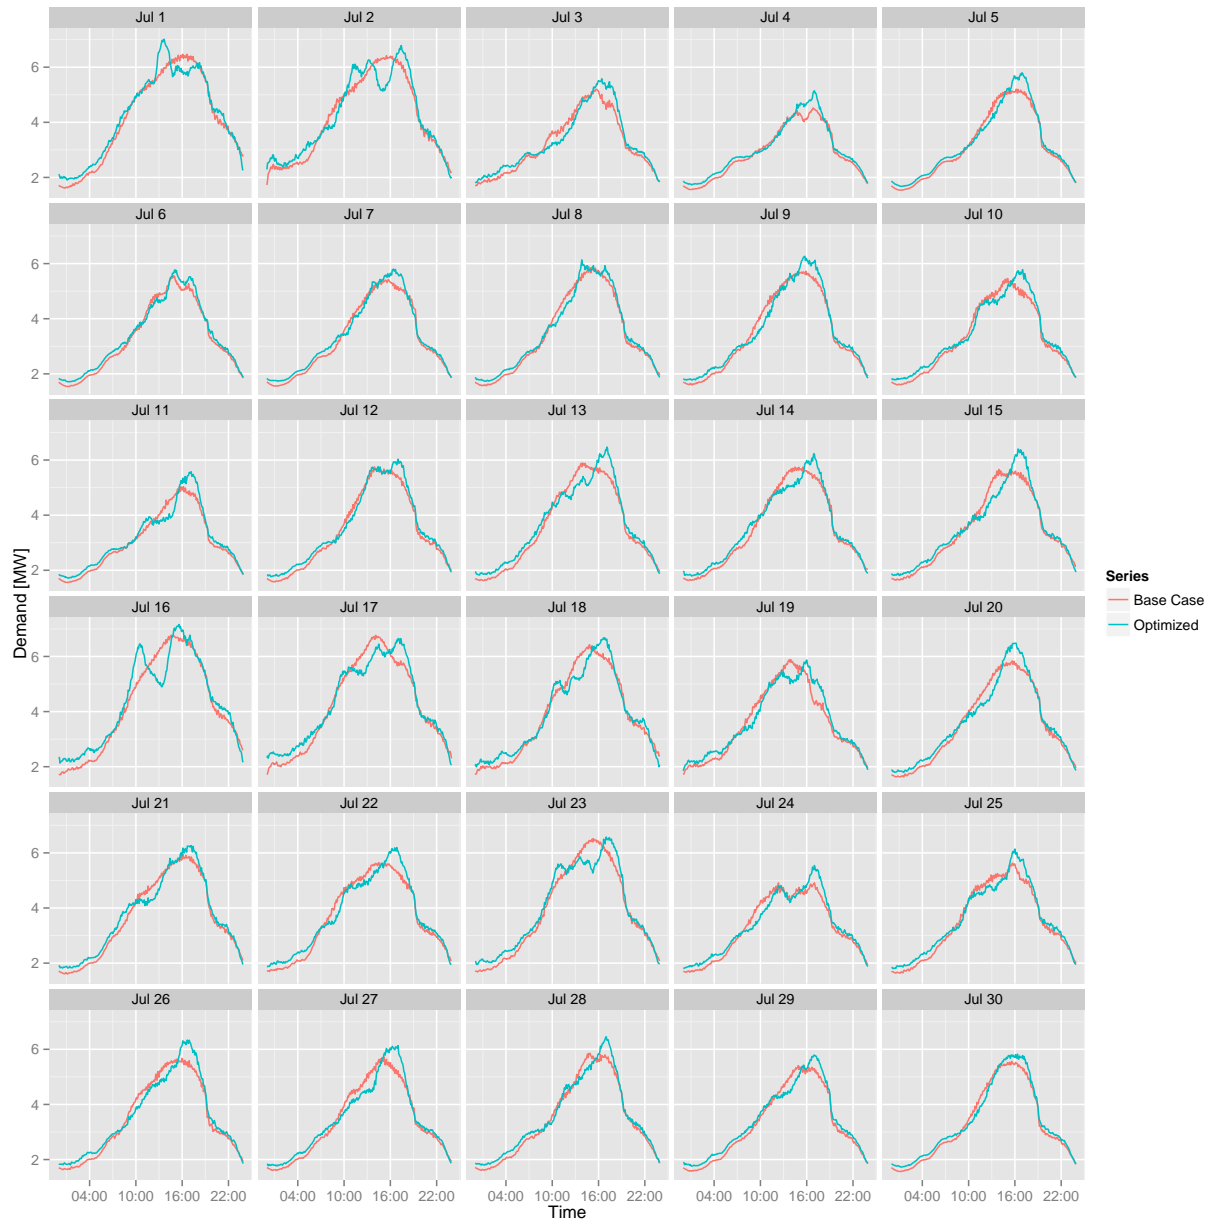 Jul 1 Jul 2 Jul 3 Jul 4 Jul 5
6
4
2
Jul 6 Jul 7 Jul 8 Jul 9 Jul 10
6
4
2
Jul 11 Jul 12 Jul 13 Jul 14 Jul 15
6
4
2
Demand [MW]
Series
Base Case
Optimized
Jul 16 Jul 17 Jul 18 Jul 19 Jul 20
6
4
2
Jul 21 Jul 22 Jul 23 Jul 24 Jul 25
6
4
2
Jul 26 Jul 27 Jul 28 Jul 29 Jul 30
6
4
2
04:00 10:00 16:00 22:00 04:00 10:00 16:00 22:00 04:00 10:00 16:00 22:00 04:00 10:00 16:00 22:00 04:00 10:00 16:00 22:00
Time